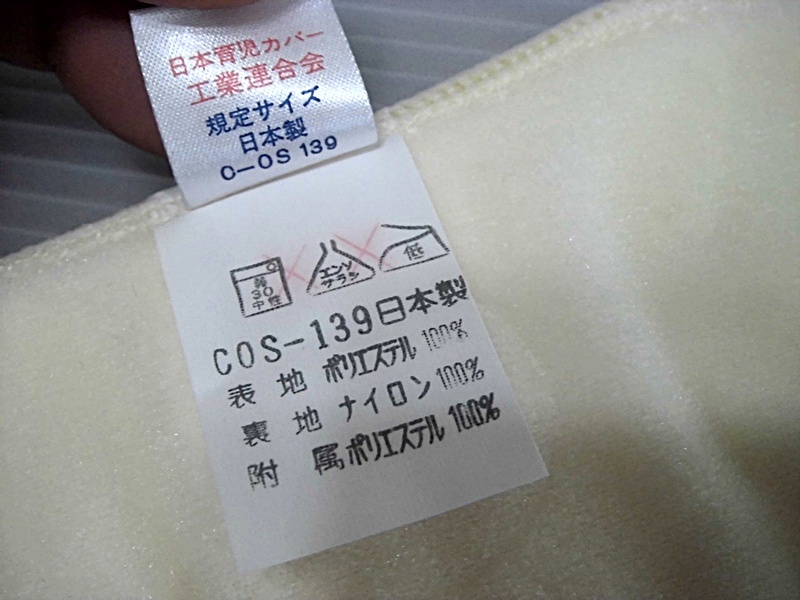 日本育児カバー
工業連合会
規定サイズ
日本製
C-OS 139
弱
30
中性
エンソ
サラシ
低
COS-139日本製
表 地 ポリエステル 100%
裏 地 ナイロン 100%
附 属 ポリエステル 100%